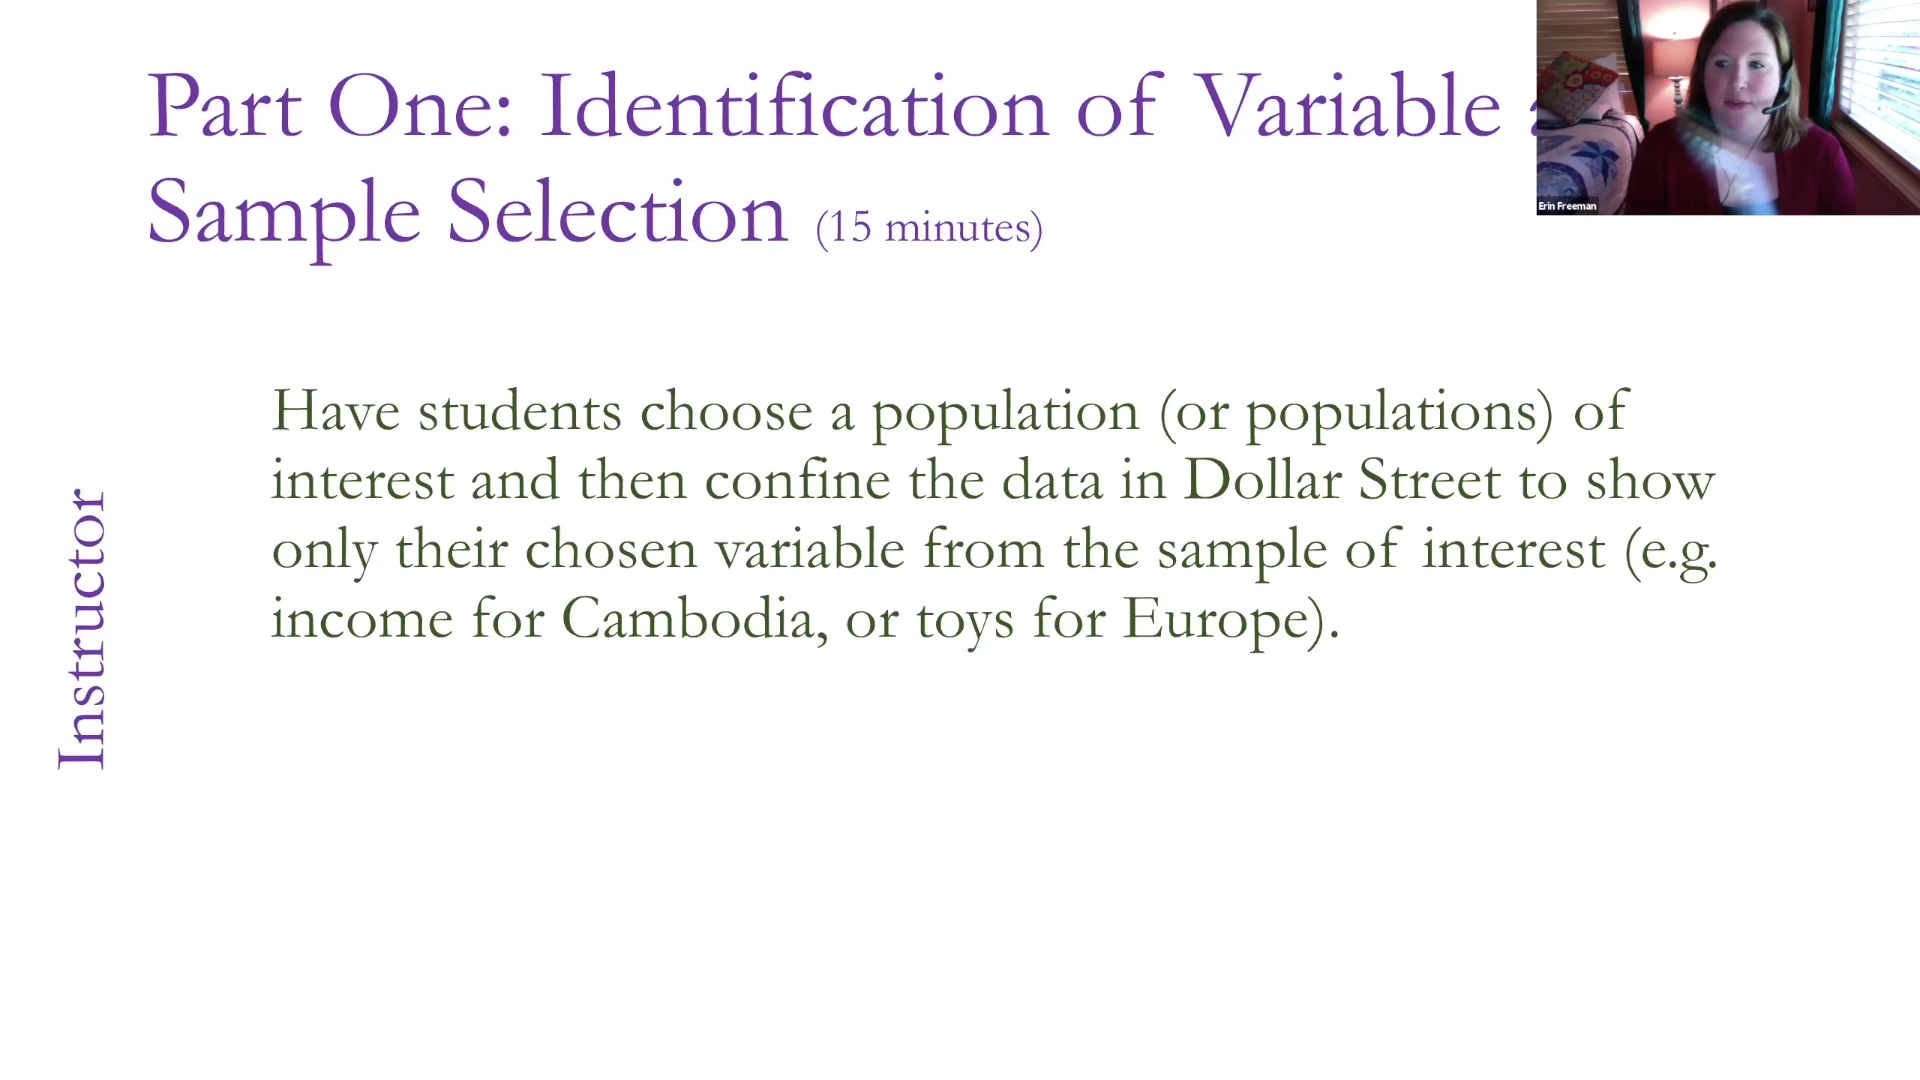 Part One: Identification of Variable
Sample Selection (15 minutes)
Erin Freeman
Have students choose a population (or populations) of
interest and then confine the data in Dollar Street to show
only their chosen variable from the sample of interest (e.g.
income for Cambodia, or toys for Europe).
Instructor